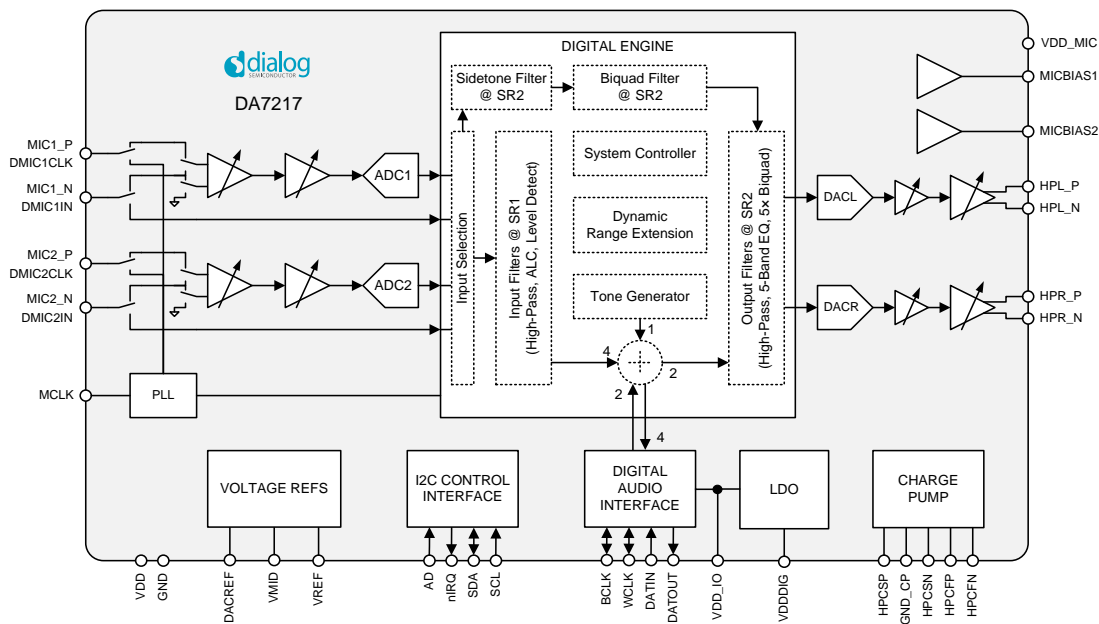 dialog
SEMICONDUCTOR
DA7217
DIGITAL ENGINE
Sidetone Filter
@ SR2
Biquad Filter
@ SR2
System Controller
Dynamic
Range Extension
Tone Generator
Input Selection
Input Filters @ SR1
(High-Pass, ALC, Level Detect)
Output Filters @ SR2
(High-Pass, 5-Band EQ, 5× Biquad)
1
4
2
2
4
VDD_MIC
MICBIAS1
MICBIAS2
MIC1_P
DMIC1CLK
MIC1_N
DMIC1IN
MIC2_P
DMIC2CLK
MIC2_N
DMIC2IN
MCLK
ADC1
ADC2
PLL
DACL
DACR
HPL_P
HPL_N
HPR_P
HPR_N
VOLTAGE REFS
I2C CONTROL
INTERFACE
DIGITAL
AUDIO
INTERFACE
LDO
CHARGE
PUMP
VDD
GND
DACREF
VMID
VREF
AD
nIRQ
SDA
SCL
BCLK
WCLK
DATIN
DATOUT
VDD_IO
VDDDIG
HPCSP
GND_CP
HPCSN
HPCFP
HPCFN